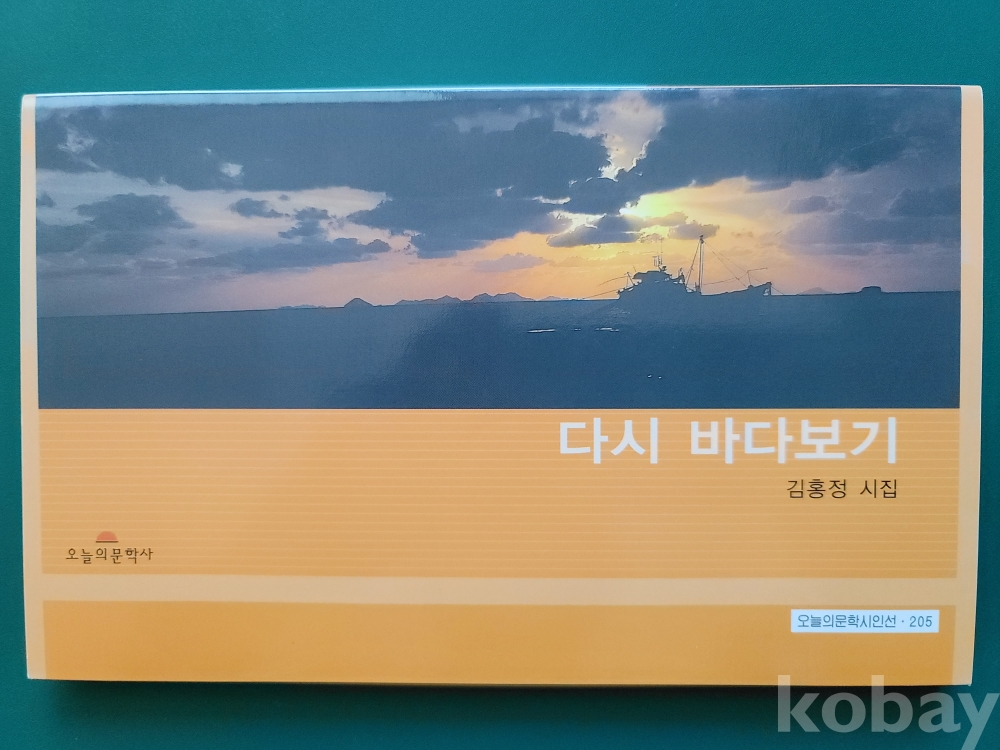 다시 바다보기
김홍정 시집
오늘의문학사
오늘의문학시인선 · 205
kobay